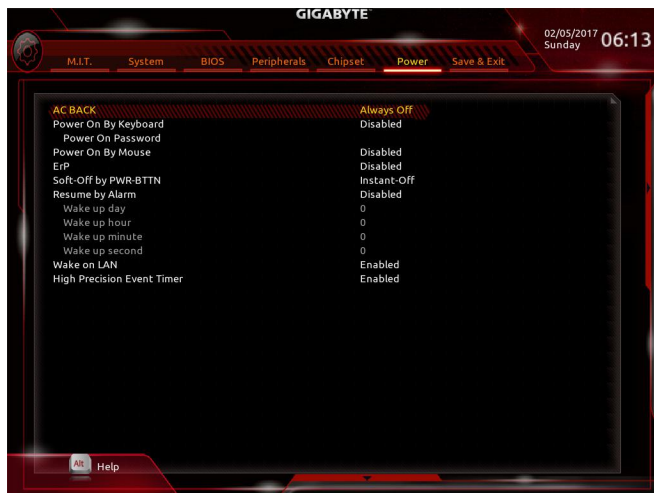 GIGABYTE™
02/05/2017 Sunday 06:13
M.I.T. System BIOS Peripherals Chipset Power Save & Exit
AC BACK Always Off
Power On By Keyboard Disabled
Power On Password
Power On By Mouse Disabled
ErP Disabled
Soft-Off by PWR-BTTN Instant-Off
Resume by Alarm Disabled
Wake up day 0
Wake up hour 0
Wake up minute 0
Wake up second 0
Wake on LAN Enabled
High Precision Event Timer Enabled
Alt Help